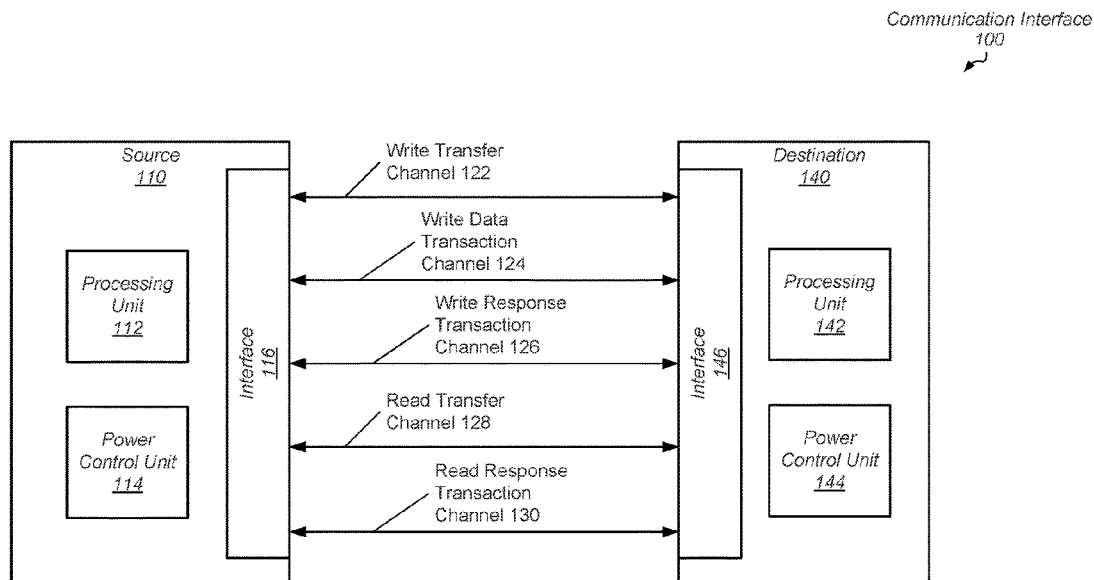 Communication Interface
100
Source
110
Processing
Unit
112
Power
Control Unit
114
Interface
116
Write Transfer
Channel 122
Write Data
Transaction
Channel 124
Write Response
Transaction
Channel 126
Read Transfer
Channel 128
Read Response
Transaction
Channel 130
Interface
146
Destination
140
Processing
Unit
142
Power
Control Unit
144